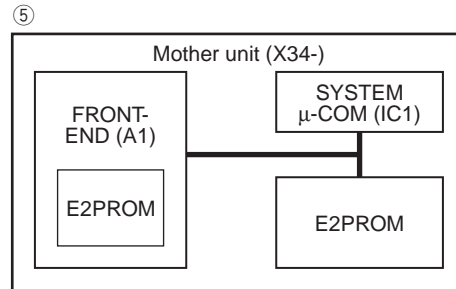 ⑤
Mother unit (X34-)
FRONT-
END (A1)
E2PROM
SYSTEM
μ-COM (IC1)
E2PROM